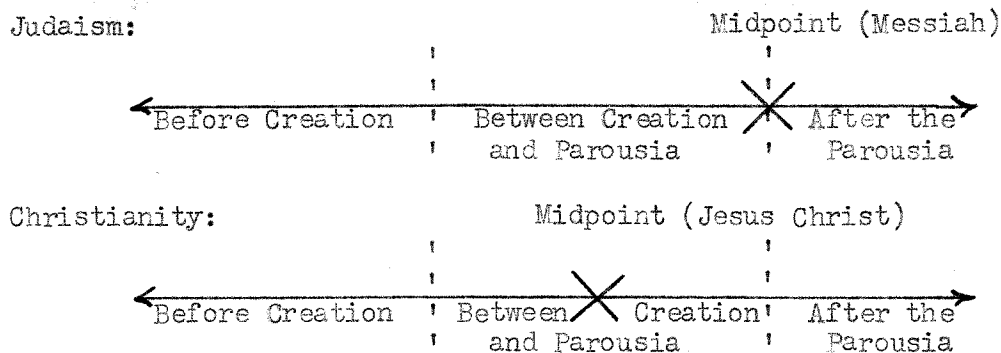 Judaism: Midpoint (Messiah)
Before Creation Between Creation After the
and Parousia Parousia
Christianity: Midpoint (Jesus Christ)
Before Creation Between Creation After the
and Parousia Parousia